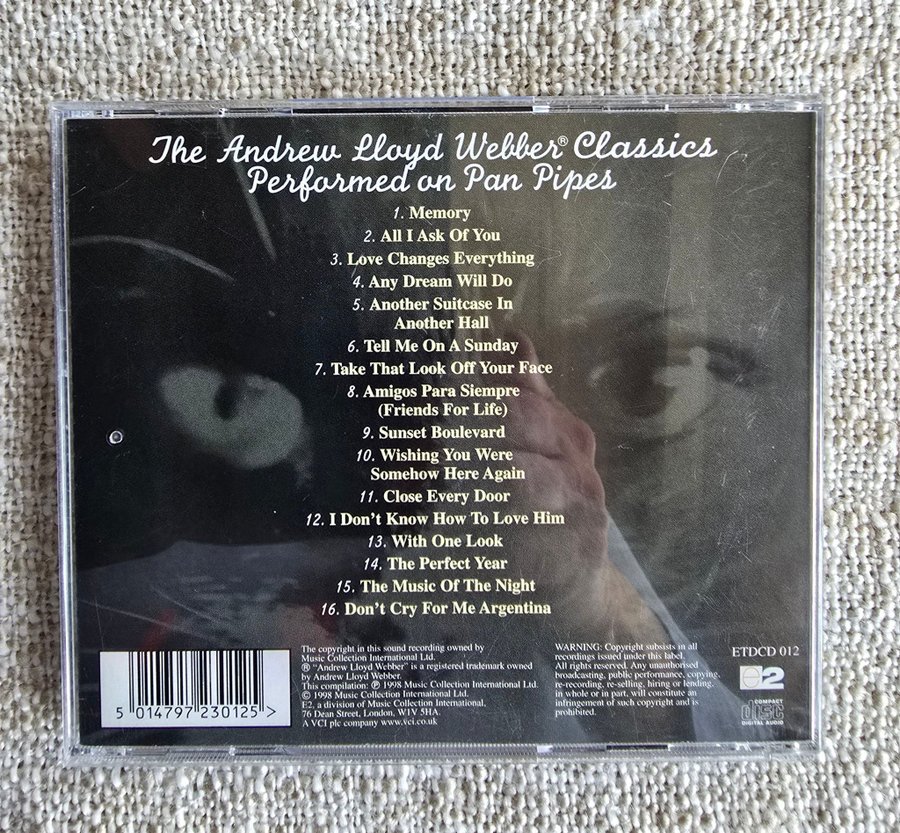 The Andrew Lloyd Webber® Classics
Performed on Pan Pipes
1. Memory
2. All I Ask Of You
3. Love Changes Everything
4. Any Dream Will Do
5. Another Suitcase In
Another Hall
6. Tell Me On A Sunday
7. Take That Look Off Your Face
8. Amigos Para Siempre
(Friends For Life)
9. Sunset Boulevard
10. Wishing You Were
Somehow Here Again
11. Close Every Door
12. I Don't Know How To Love Him
13. With One Look
14. The Perfect Year
15. The Music Of The Night
16. Don't Cry For Me Argentina
5 014797 230125 >
The copyright in this sound recording owned by
Music Collection International Ltd.
® "Andrew Lloyd Webber" is a registered trademark owned
by Andrew Lloyd Webber.
This compilation: ℗ 1998 Music Collection International Ltd.
© 1998 Music Collection International Ltd.
E2, a division of Music Collection International,
76 Dean Street, London, W1V 5HA.
A VCI plc company www.vci.co.uk
WARNING: Copyright subsists in all
recordings issued under this label.
All rights reserved. Any unauthorised
broadcasting, public performance, copying,
re-recording, re-selling, hiring or lending,
in whole or in part, will constitute an
infringement of such copyright and is
prohibited.
ETDCD 012
e2
COMPACT
disc
DIGITAL AUDIO